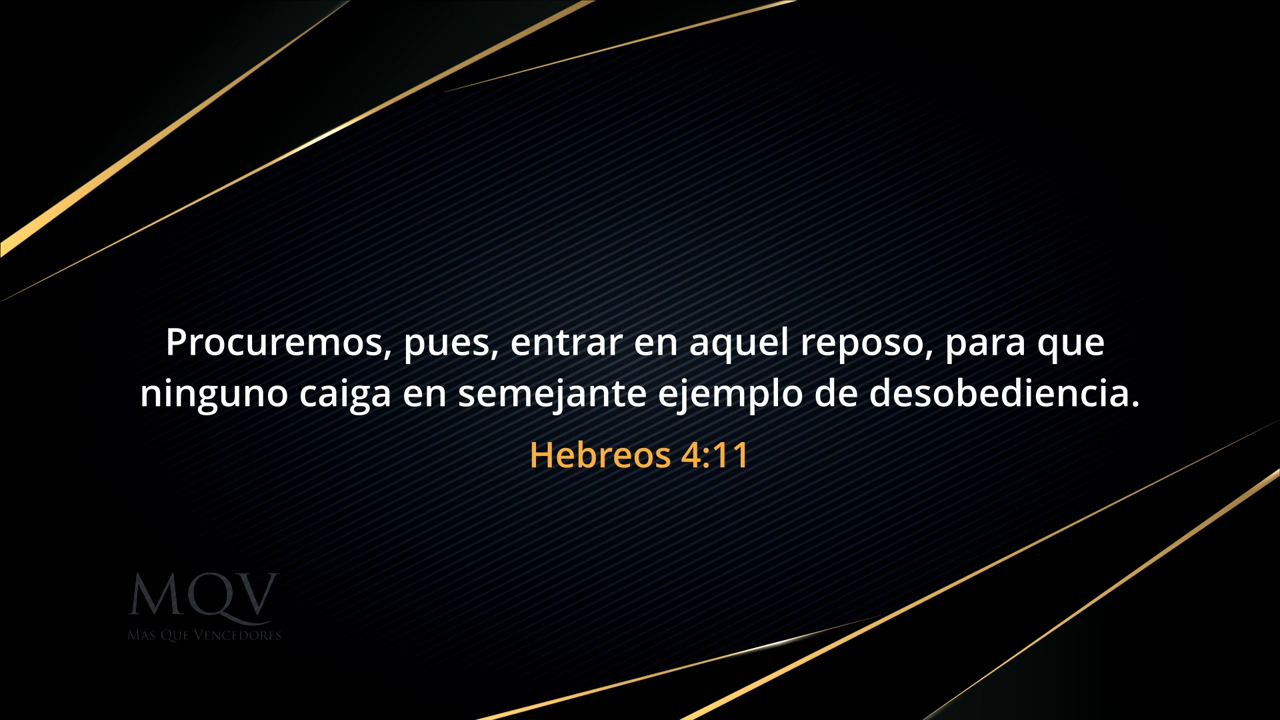 Procuremos, pues, entrar en aquel reposo, para que
ninguno caiga en semejante ejemplo de desobediencia.
Hebreos 4:11
MQV
Más Que Vencedores